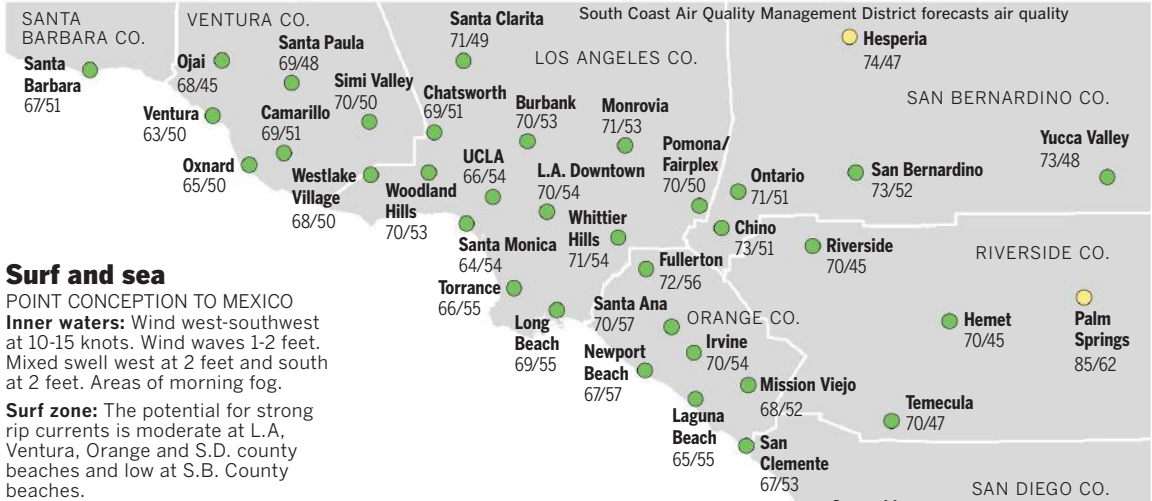 South Coast Air Quality Management District forecasts air quality
SANTA
BARBARA CO.
VENTURA CO.
LOS ANGELES CO.
SAN BERNARDINO CO.
RIVERSIDE CO.
ORANGE CO.
SAN DIEGO CO.
Santa
Barbara
67/51
Ojai
68/45
Santa Paula
69/48
Ventura
63/50
Camarillo
69/51
Simi Valley
70/50
Oxnard
65/50
Westlake
Village
68/50
Santa Clarita
71/49
Chatsworth
69/51
Woodland
Hills
70/53
Burbank
70/53
Monrovia
71/53
UCLA
66/54
L.A. Downtown
70/54
Pomona/
Fairplex
70/50
Whittier
Hills
71/54
Santa Monica
64/54
Torrance
66/55
Long
Beach
69/55
Hesperia
74/47
Yucca Valley
73/48
San Bernardino
73/52
Ontario
71/51
Chino
73/51
Riverside
70/45
Fullerton
72/56
Santa Ana
70/57
Irvine
70/54
Newport
Beach
67/57
Mission Viejo
68/52
Laguna
Beach
65/55
San
Clemente
67/53
Hemet
70/45
Palm
Springs
85/62
Temecula
70/47
Surf and sea
POINT CONCEPTION TO MEXICO
Inner waters: Wind west-southwest
at 10-15 knots. Wind waves 1-2 feet.
Mixed swell west at 2 feet and south
at 2 feet. Areas of morning fog.
Surf zone: The potential for strong
rip currents is moderate at L.A,
Ventura, Orange and S.D. county
beaches and low at S.B. County
beaches.